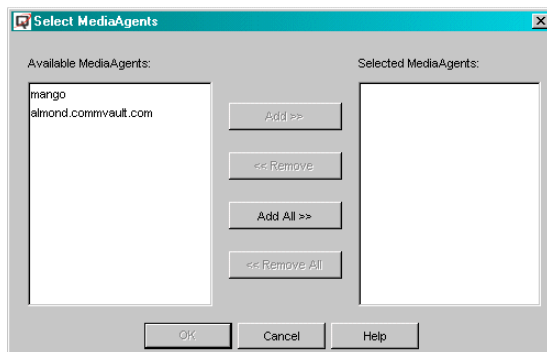 Select MediaAgents
Available MediaAgents:
Selected MediaAgents:
mango
almond.commvault.com
Add >>
<< Remove
Add All >>
<< Remove All
OK
Cancel
Help